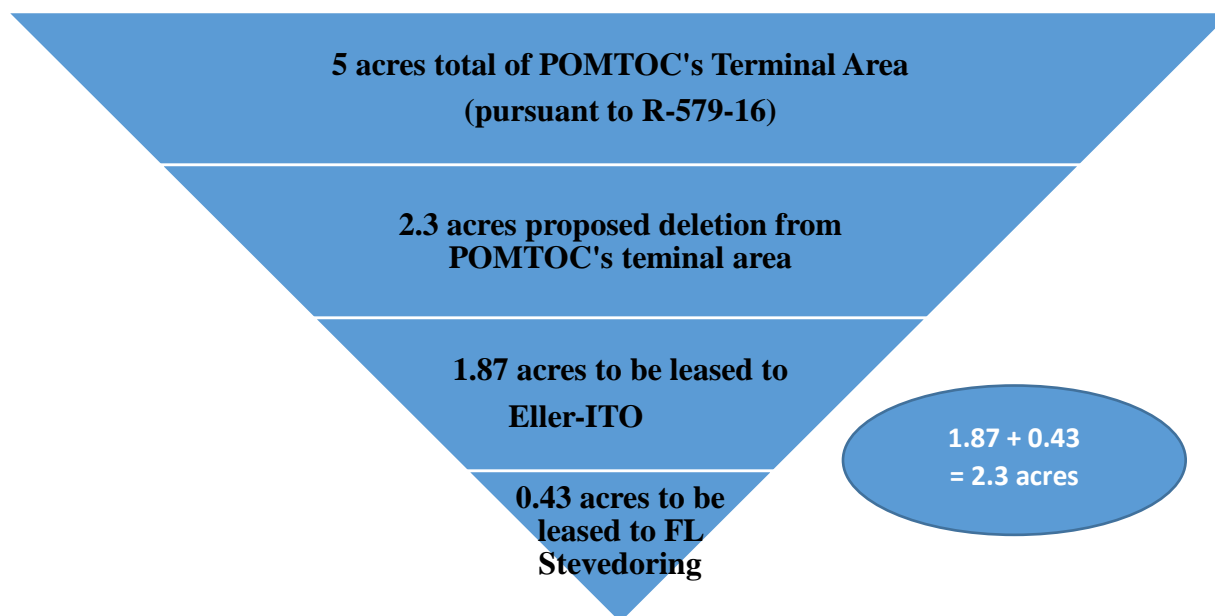 5 acres total of POMTOC's Terminal Area
(pursuant to R-579-16)
2.3 acres proposed deletion from
POMTOC's teminal area
1.87 acres to be leased to
Eller-ITO
1.87 + 0.43
= 2.3 acres
0.43 acres to be
leased to FL
Stevedoring